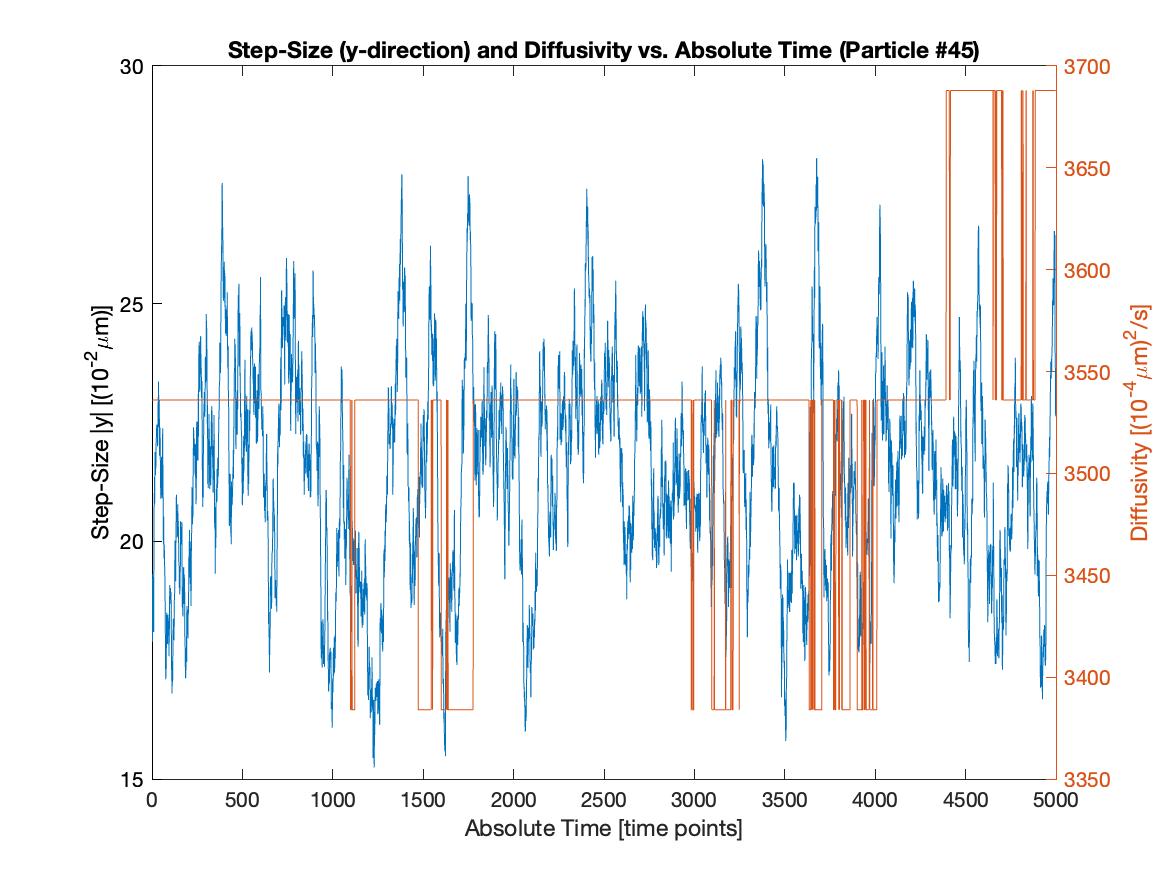 Step-Size (y-direction) and Diffusivity vs. Absolute Time (Particle #45)
30
25
20
15
Step-Size |y| [(10⁻² μm)]
3700
3650
3600
3550
3500
3450
3400
3350
Diffusivity [(10⁻⁴ μm)²/s]
0 500 1000 1500 2000 2500 3000 3500 4000 4500 5000
Absolute Time [time points]